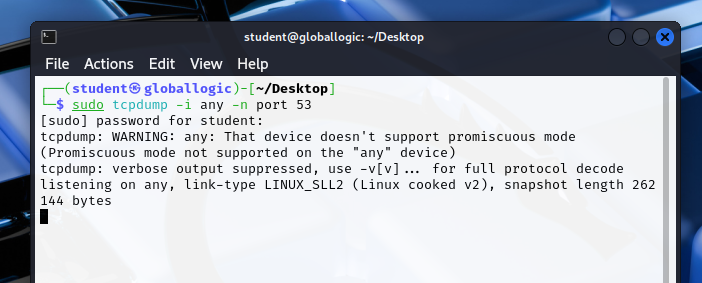 student@globallogic: ~/Desktop
File Actions Edit View Help
┌──(student㉿globallogic)-[~/Desktop]
└─$ sudo tcpdump -i any -n port 53
[sudo] password for student:
tcpdump: WARNING: any: That device doesn't support promiscuous mode
(Promiscuous mode not supported on the "any" device)
tcpdump: verbose output suppressed, use -v[v]... for full protocol decode
listening on any, link-type LINUX_SLL2 (Linux cooked v2), snapshot length 262
144 bytes